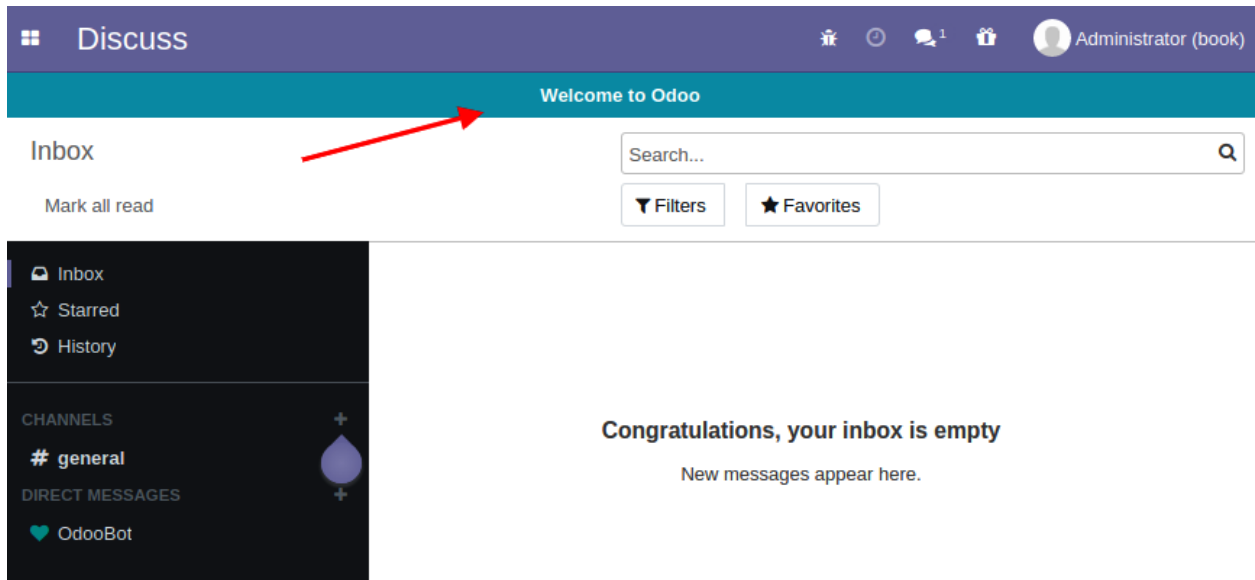 Discuss
1
Administrator (book)
Welcome to Odoo
Inbox
Search...
Mark all read
Filters
Favorites
Inbox
Starred
History
CHANNELS
+
# general
DIRECT MESSAGES
+
OdooBot
Congratulations, your inbox is empty
New messages appear here.